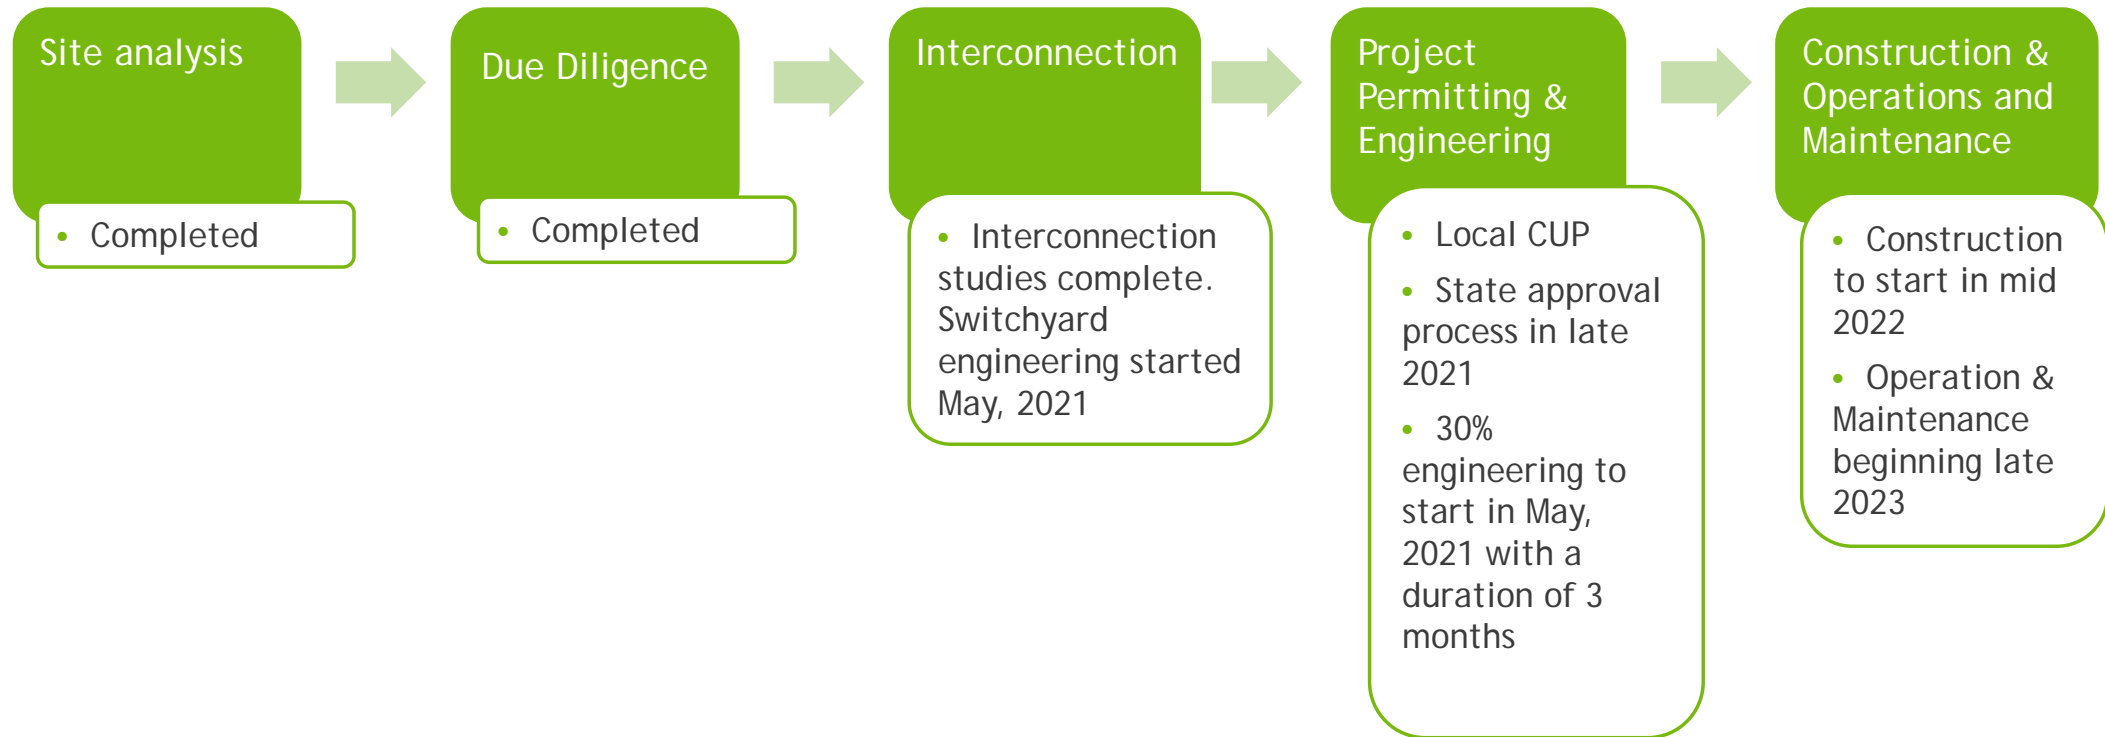 Site analysis
• Completed
Due Diligence
• Completed
Interconnection
• Interconnection
studies complete.
Switchyard
engineering started
May, 2021
Project
Permitting &
Engineering
• Local CUP
• State approval
process in late
2021
• 30%
engineering to
start in May,
2021 with a
duration of 3
months
Construction &
Operations and
Maintenance
• Construction
to start in mid
2022
• Operation &
Maintenance
beginning late
2023